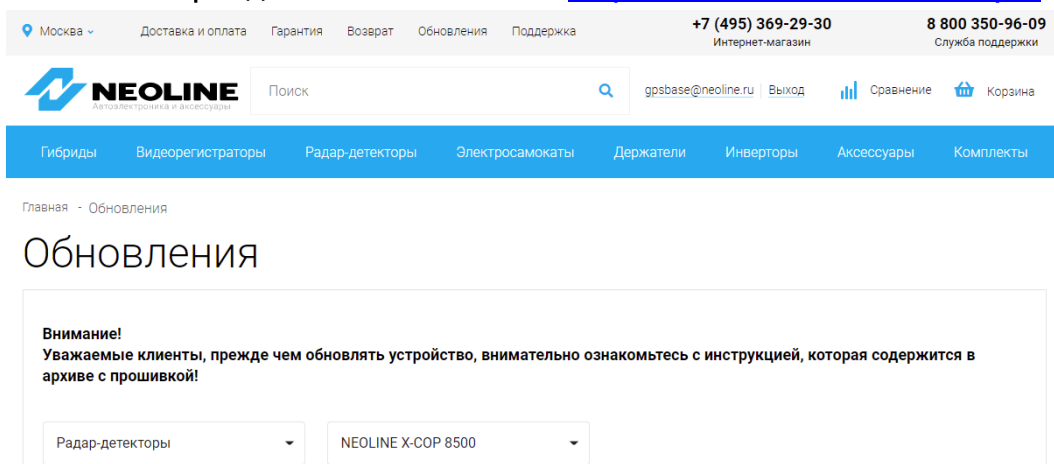 Москва Доставка и оплата Гарантия Возврат Обновления Поддержка +7 (495) 369-29-30 8 800 350-96-09
Интернет-магазин Служба поддержки
NEOLINE
Автоэлектроника и аксессуары
Поиск gpsbase@neoline.ru Выход Сравнение Корзина
Гибриды Видеорегистраторы Радар-детекторы Электросамокаты Держатели Инверторы Аксессуары Комплекты
Главная - Обновления
Обновления
Внимание!
Уважаемые клиенты, прежде чем обновлять устройство, внимательно ознакомьтесь с инструкцией, которая содержится в
архиве с прошивкой!
Радар-детекторы NEOLINE X-COP 8500